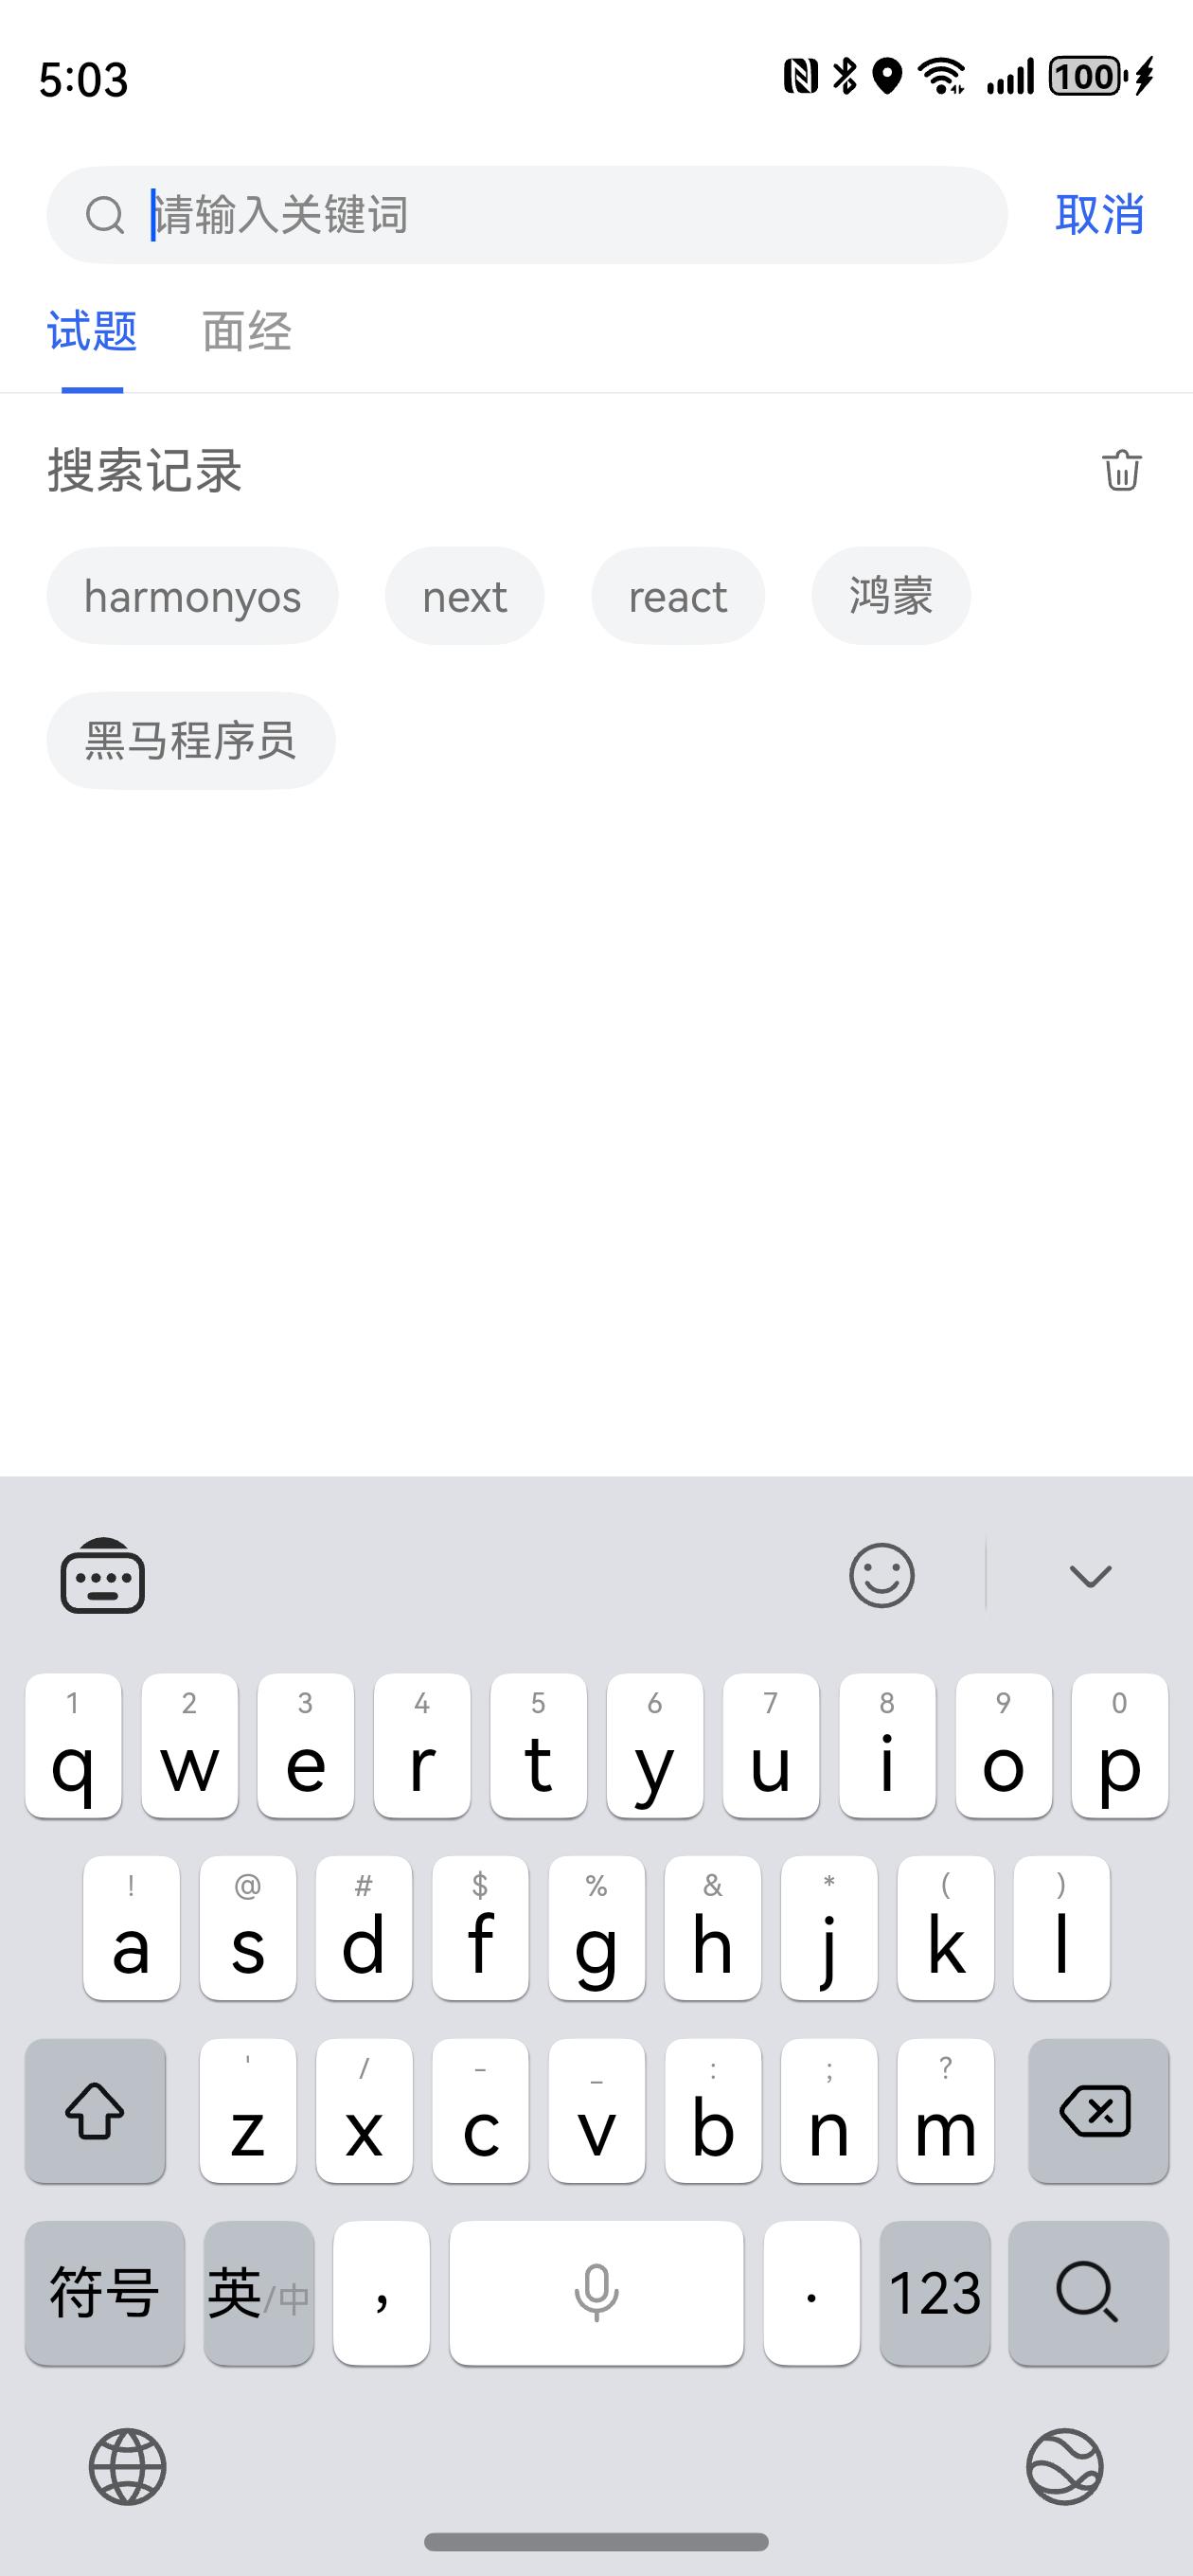 5:03 100
请输入关键词 取消
试题 面经
搜索记录
harmonyos next react 鸿蒙
黑马程序员
1 2 3 4 5 6 7 8 9 0
q w e r t y u i o p
! @ # $ % & * ( )
a s d f g h j k l
' / - _ : ; ?
z x c v b n m
符号 英/中 , . 123